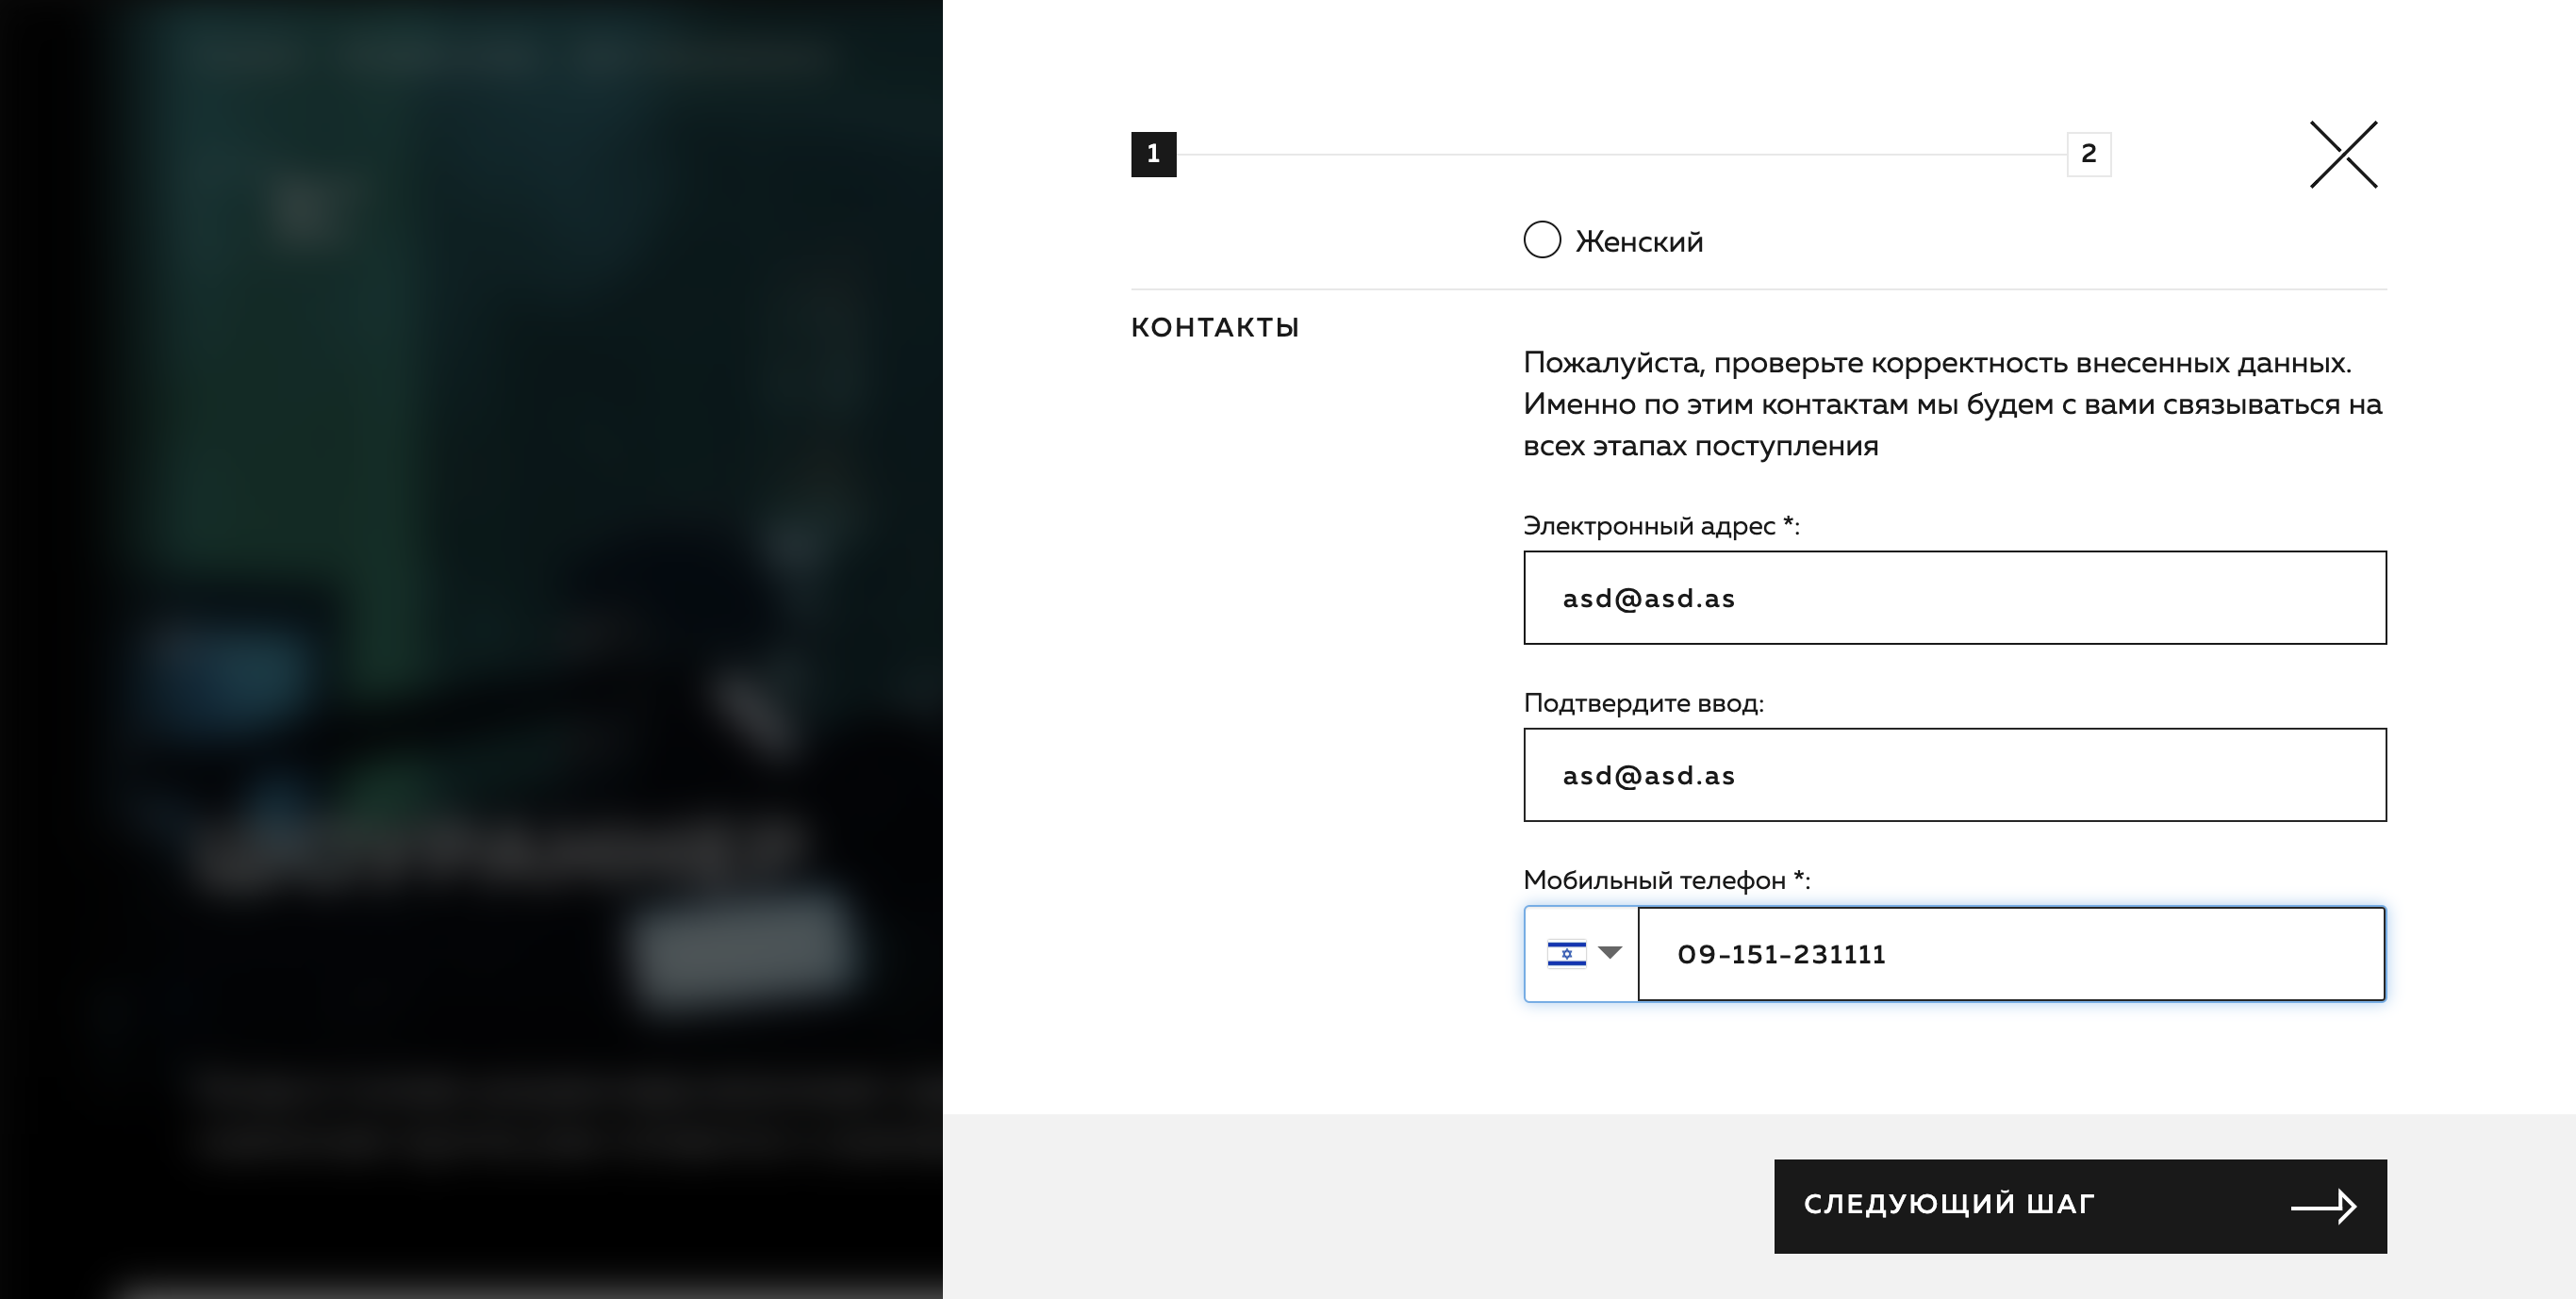 1
2
Женский
КОНТАКТЫ
Пожалуйста, проверьте корректность внесенных данных.
Именно по этим контактам мы будем с вами связываться на
всех этапах поступления
Электронный адрес *:
asd@asd.as
Подтвердите ввод:
asd@asd.as
Мобильный телефон *:
09-151-231111
СЛЕДУЮЩИЙ ШАГ